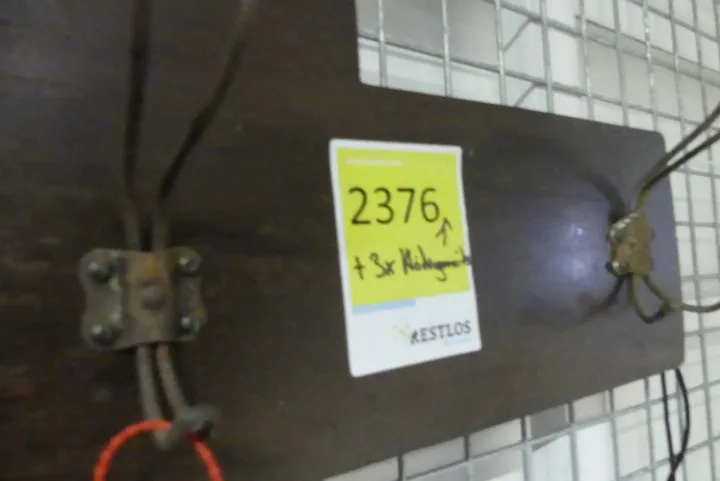 2376
+ 3x
RESTLOS